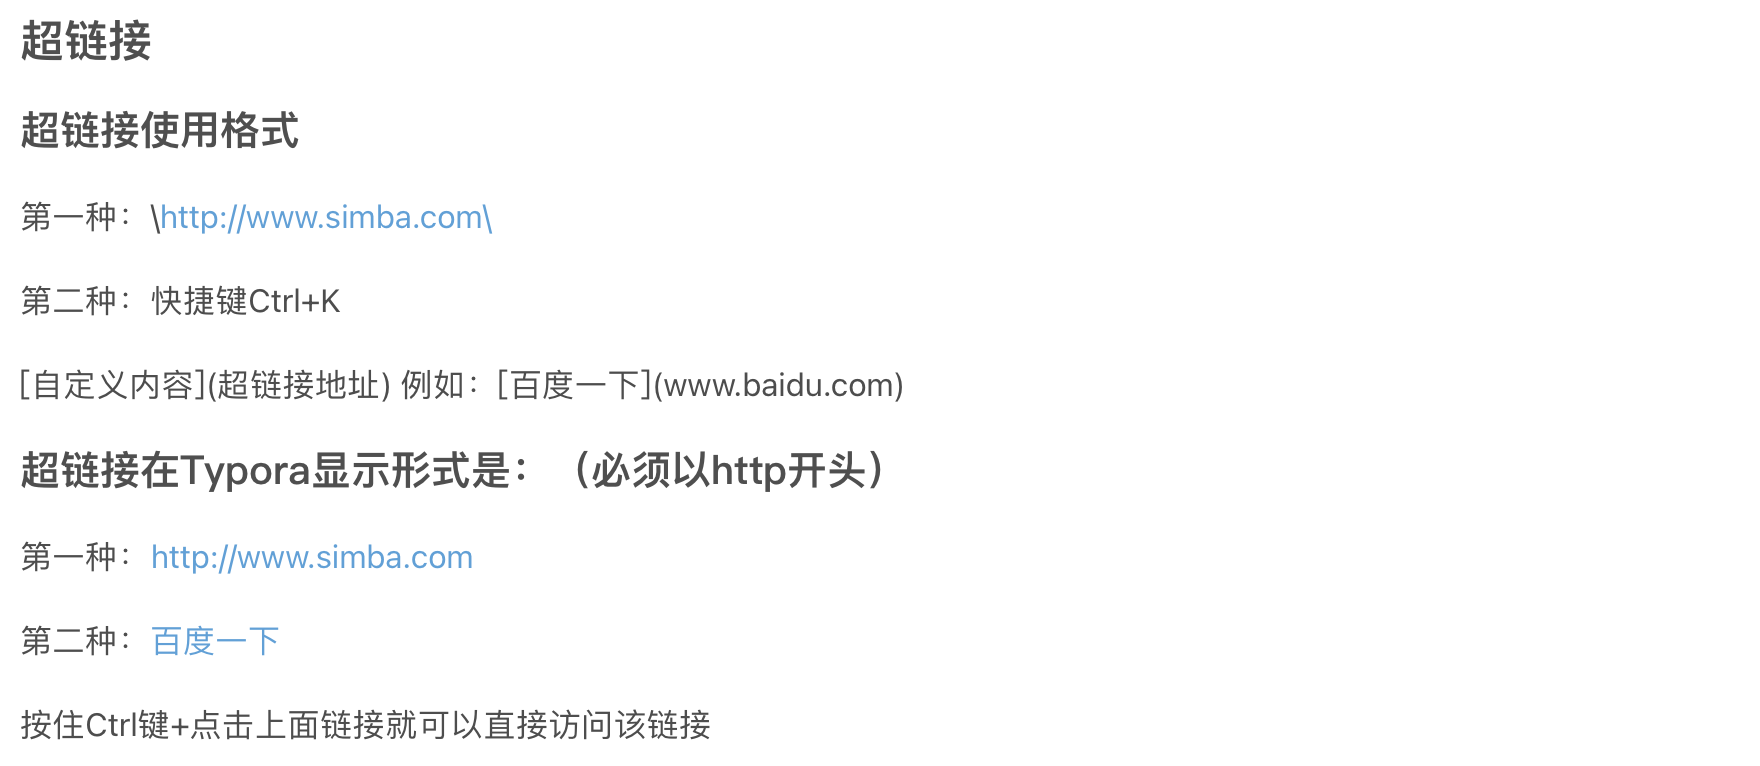 超链接
超链接使用格式
第一种：\http://www.simba.com\
第二种：快捷键Ctrl+K
[自定义内容](超链接地址) 例如：[百度一下](www.baidu.com)
超链接在Typora显示形式是：（必须以http开头）
第一种：http://www.simba.com
第二种：百度一下
按住Ctrl键+点击上面链接就可以直接访问该链接